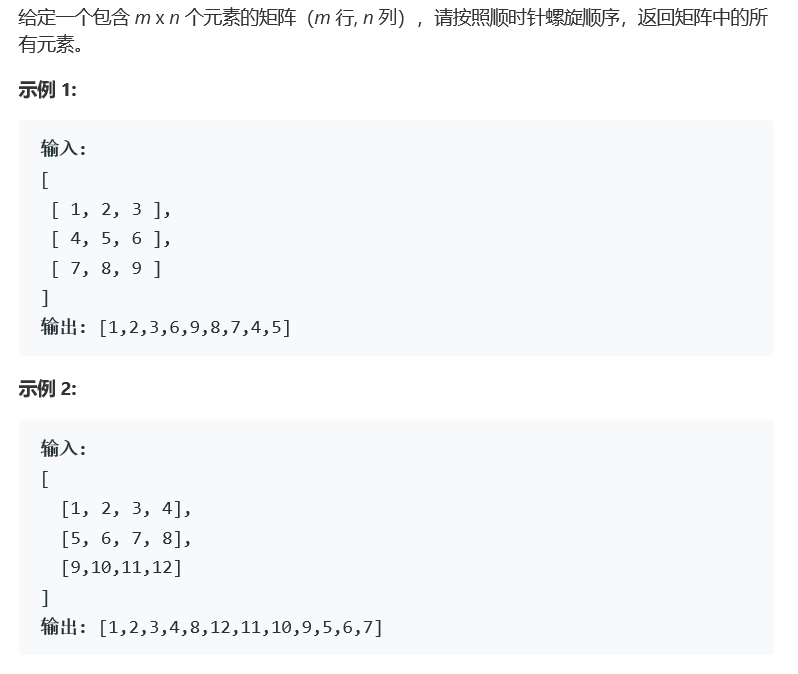 给定一个包含 m x n 个元素的矩阵（m 行, n 列），请按照顺时针螺旋顺序，返回矩阵中的所
有元素。
示例 1:
输入:
[
 [ 1, 2, 3 ],
 [ 4, 5, 6 ],
 [ 7, 8, 9 ]
]
输出: [1,2,3,6,9,8,7,4,5]
示例 2:
输入:
[
  [1, 2, 3, 4],
  [5, 6, 7, 8],
  [9,10,11,12]
]
输出: [1,2,3,4,8,12,11,10,9,5,6,7]